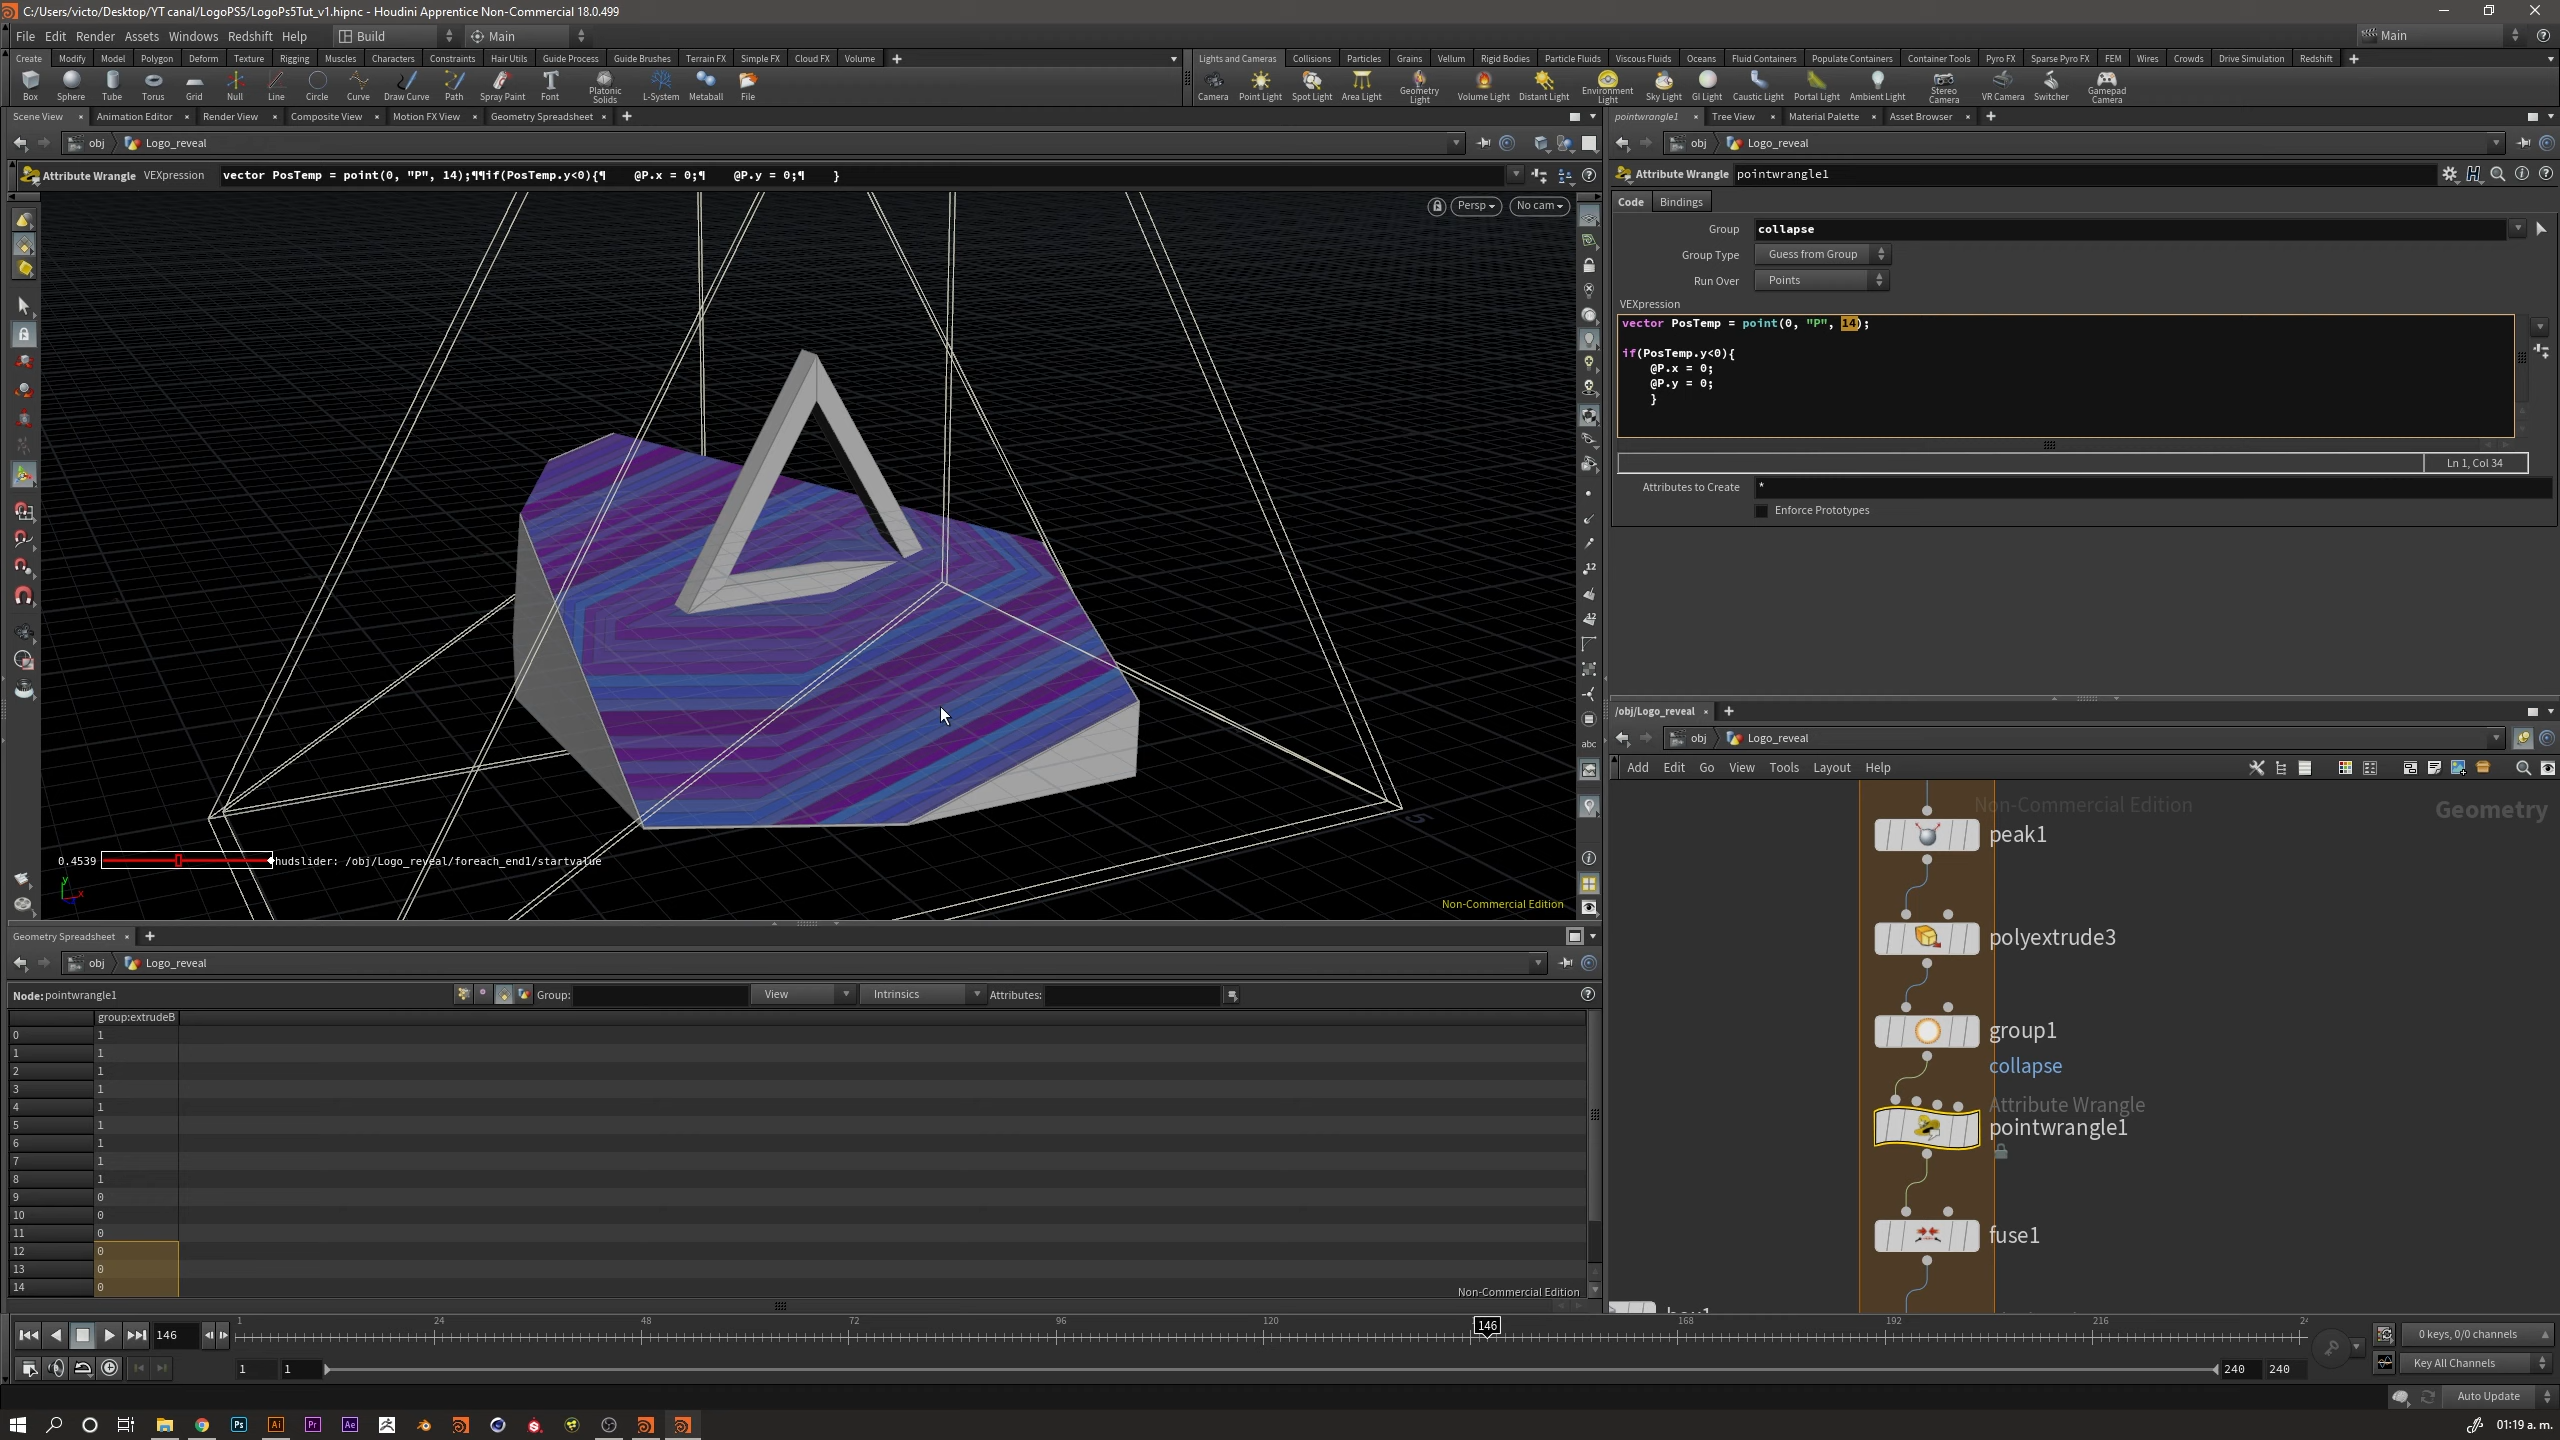 C:/Users/victo/Desktop/YT canal/LogoPS5/LogoPs5Tut_v1.hipnc - Houdini Apprentice Non-Commercial 18.0.499
File Edit Render Assets Windows Redshift Help Build Main Main
Create Modify Model Polygon Deform Texture Rigging Muscles Characters Constraints Hair Utils Guide Process Guide Brushes Terrain FX Simple FX Cloud FX Volume
Lights and Cameras Collisions Particles Grains Vellum Rigid Bodies Particle Fluids Viscous Fluids Oceans Fluid Containers Populate Containers Container Tools Pyro FX Sparse Pyro FX FEM Wires Crowds Drive Simulation Redshift
Box Sphere Tube Torus Grid Null Line Circle Curve Draw Curve Path Spray Paint Font Platonic Solids L-System Metaball File
Camera Point Light Spot Light Area Light Geometry Light Volume Light Distant Light Environment Light Sky Light GI Light Caustic Light Portal Light Ambient Light Stereo Camera VR Camera Switcher Gamepad Camera
Scene View Animation Editor Render View Composite View Motion FX View Geometry Spreadsheet
obj Logo_reveal
Attribute Wrangle VEXpression vector PosTemp = point(0, "P", 14);¶¶if(PosTemp.y<0){¶ @P.x = 0;¶ @P.y = 0;¶ }
Persp No cam
12
12
abc
0.4539 hudslider: /obj/Logo_reveal/foreach_end1/startvalue
y
x
5
Non-Commercial Edition
pointwrangle1 Tree View Material Palette Asset Browser
obj Logo_reveal
Attribute Wrangle pointwrangle1
Code Bindings
Group collapse
Group Type Guess from Group
Run Over Points
VEXpression
vector PosTemp = point(0, "P", 14);
if(PosTemp.y<0){
@P.x = 0;
@P.y = 0;
}
Ln 1, Col 34
Attributes to Create *
Enforce Prototypes
/obj/Logo_reveal
obj Logo_reveal
Add Edit Go View Tools Layout Help
Non-Commercial Edition
Geometry
peak1
polyextrude3
group1
collapse
Attribute Wrangle
pointwrangle1
fuse1
Geometry Spreadsheet
obj Logo_reveal
Node: pointwrangle1 Group: View Intrinsics Attributes:
group:extrudeB
0 1
1 1
2 1
3 1
4 1
5 1
6 1
7 1
8 1
9 0
10 0
11 0
12 0
13 0
14 0
Non-Commercial Edition
146 1 24 48 72 96 120 146 168 192 216
0 keys, 0/0 channels
1 1 240 240
Key All Channels
Auto Update
Ps Ai Pr Ae
01:19 a. m.